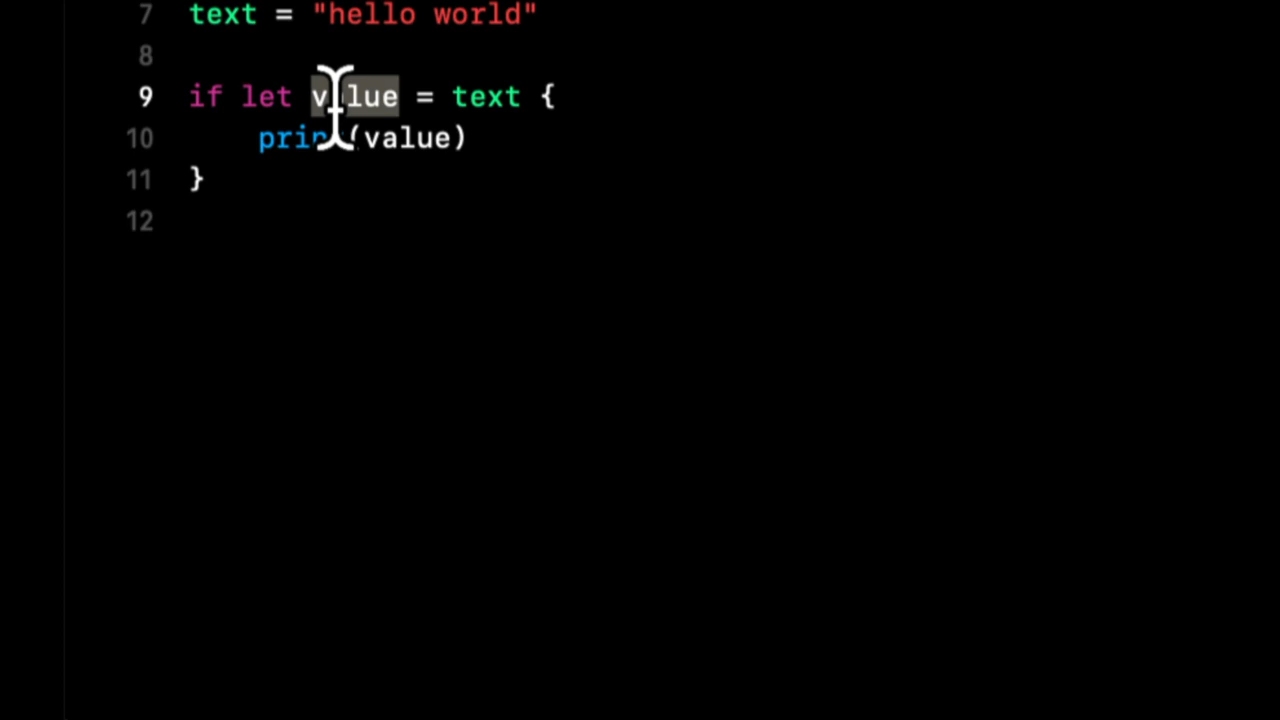 7 text = "hello world"
8
9 if let value = text {
10 print(value)
11 }
12